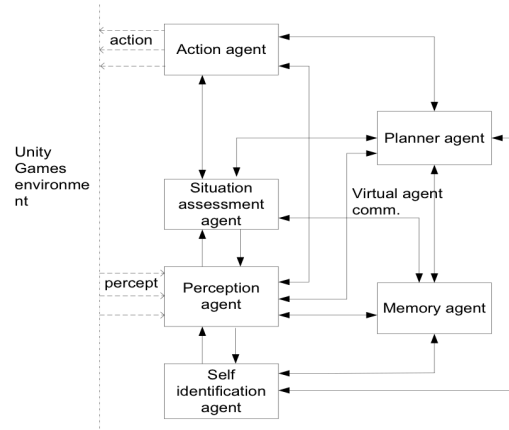 action
Action agent
Planner agent
Unity
Games
environme
nt
Situation
assessment
agent
Virtual agent
comm.
percept
Perception
agent
Memory agent
Self
identification
agent